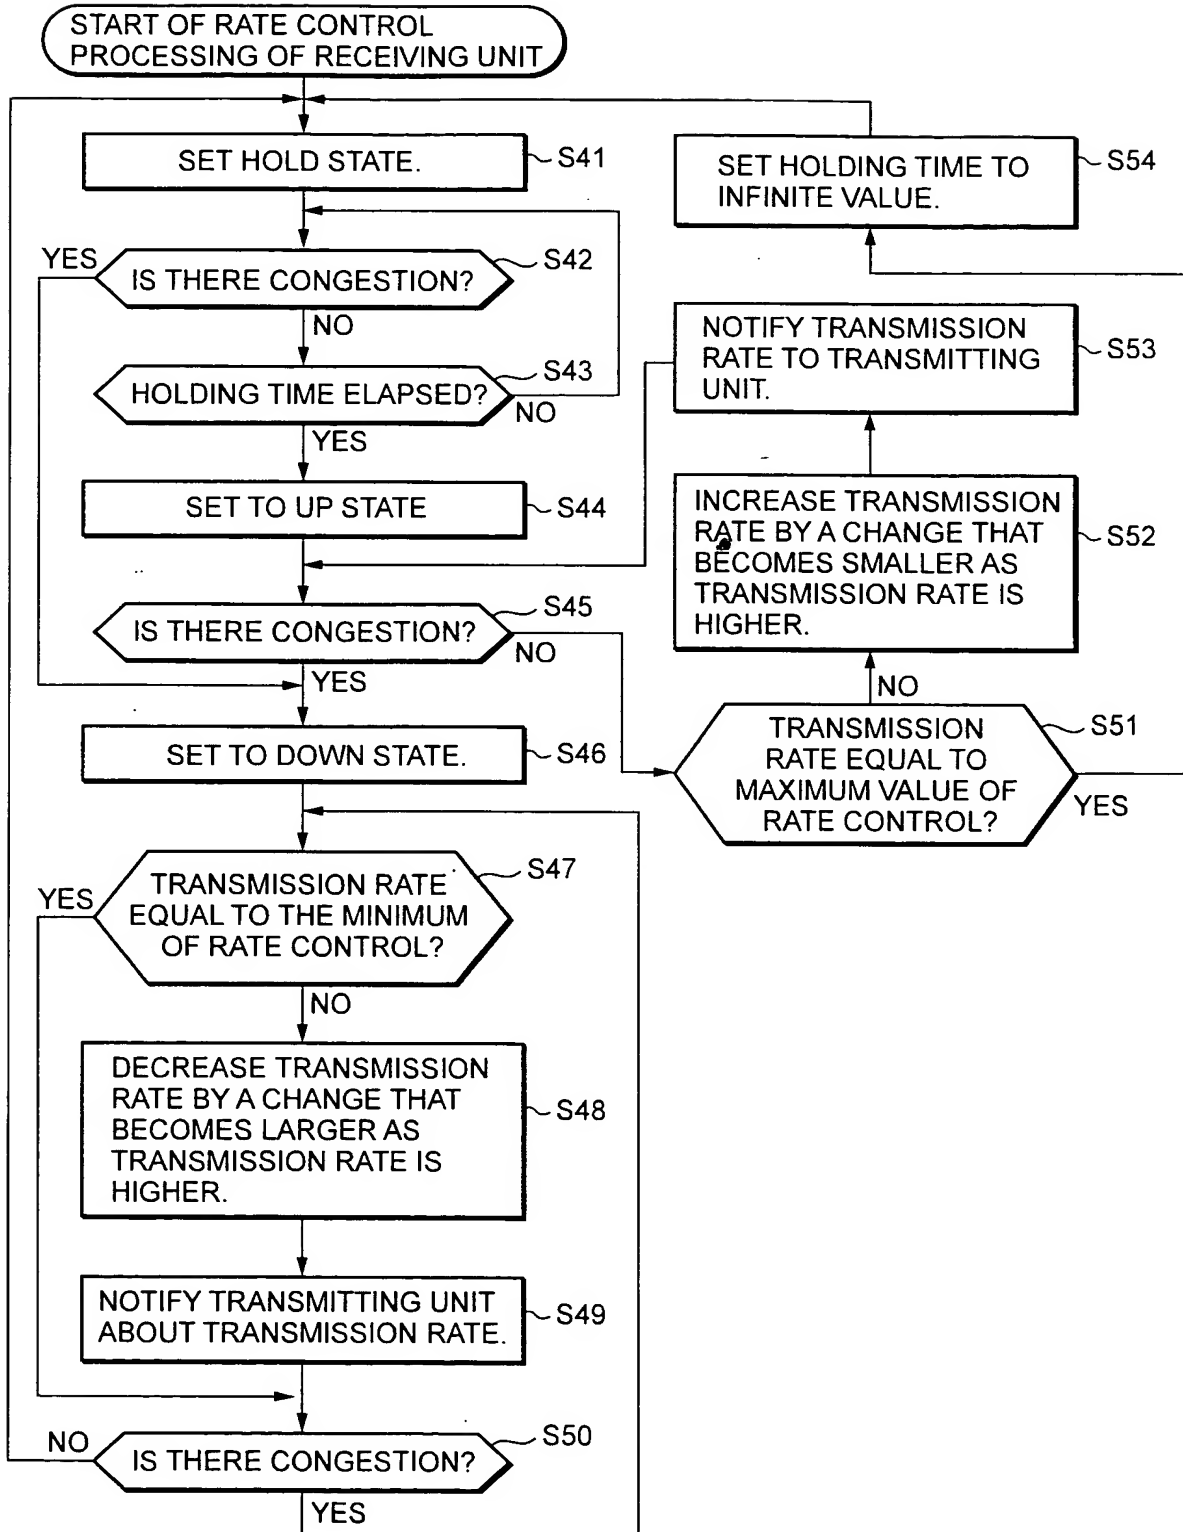 START OF RATE CONTROL
PROCESSING OF RECEIVING UNIT
SET HOLD STATE.
S41
YES
IS THERE CONGESTION?
S42
NO
HOLDING TIME ELAPSED?
S43
NO
YES
SET TO UP STATE
S44
IS THERE CONGESTION?
S45
NO
YES
SET TO DOWN STATE.
S46
YES
TRANSMISSION RATE
EQUAL TO THE MINIMUM
OF RATE CONTROL?
S47
NO
DECREASE TRANSMISSION
RATE BY A CHANGE THAT
BECOMES LARGER AS
TRANSMISSION RATE IS
HIGHER.
S48
NOTIFY TRANSMITTING UNIT
ABOUT TRANSMISSION RATE.
S49
NO
IS THERE CONGESTION?
S50
YES
SET HOLDING TIME TO
INFINITE VALUE.
S54
NOTIFY TRANSMISSION
RATE TO TRANSMITTING
UNIT.
S53
INCREASE TRANSMISSION
RATE BY A CHANGE THAT
BECOMES SMALLER AS
TRANSMISSION RATE IS
HIGHER.
S52
NO
TRANSMISSION
RATE EQUAL TO
MAXIMUM VALUE OF
RATE CONTROL?
S51
YES